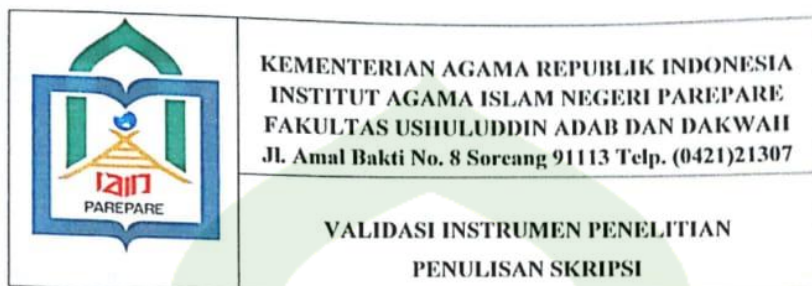 KEMENTERIAN AGAMA REPUBLIK INDONESIA
INSTITUT AGAMA ISLAM NEGERI PAREPARE
FAKULTAS USHULUDDIN ADAB DAN DAKWAH
Jl. Amal Bakti No. 8 Soreang 91113 Telp. (0421)21307
iain
PAREPARE
VALIDASI INSTRUMEN PENELITIAN
PENULISAN SKRIPSI